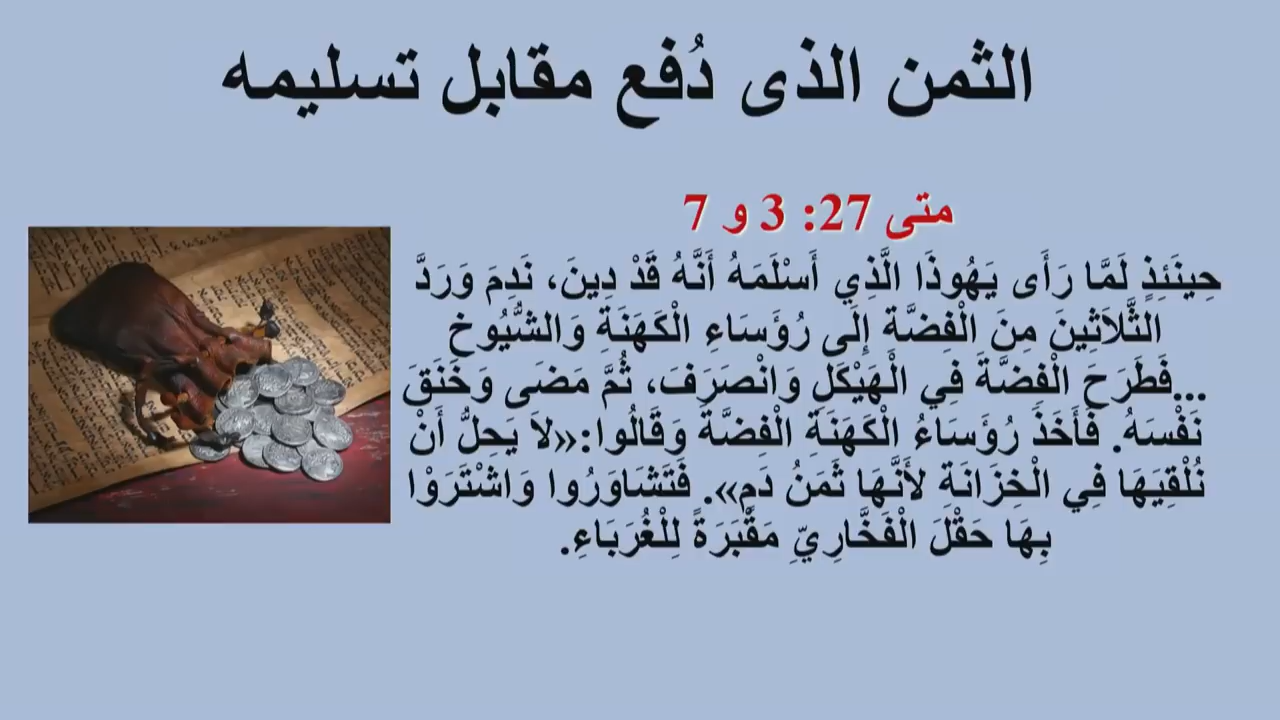 الثمن الذى دُفع مقابل تسليمه
متى 27: 3 و 7
حِينَئِذٍ لَمَّا رَأَى يَهُوذَا الَّذِي أَسْلَمَهُ أَنَّهُ قَدْ دِينَ، نَدِمَ وَرَدَّ
الثَّلاَثِينَ مِنَ الْفِضَّةِ إِلَى رُؤَسَاءِ الْكَهَنَةِ وَالشُّيُوخِ
...فَطَرَحَ الْفِضَّةَ فِي الْهَيْكَلِ وَانْصَرَفَ، ثُمَّ مَضَى وَخَنَقَ
نَفْسَهُ. فَأَخَذَ رُؤَسَاءُ الْكَهَنَةِ الْفِضَّةَ وَقَالُوا:«لاَ يَحِلُّ أَنْ
نُلْقِيَهَا فِي الْخِزَانَةِ لأَنَّهَا ثَمَنُ دَمٍ». فَتَشَاوَرُوا وَاشْتَرَوْا
بِهَا حَقْلَ الْفَخَّارِيِّ مَقْبَرَةً لِلْغُرَبَاءِ.